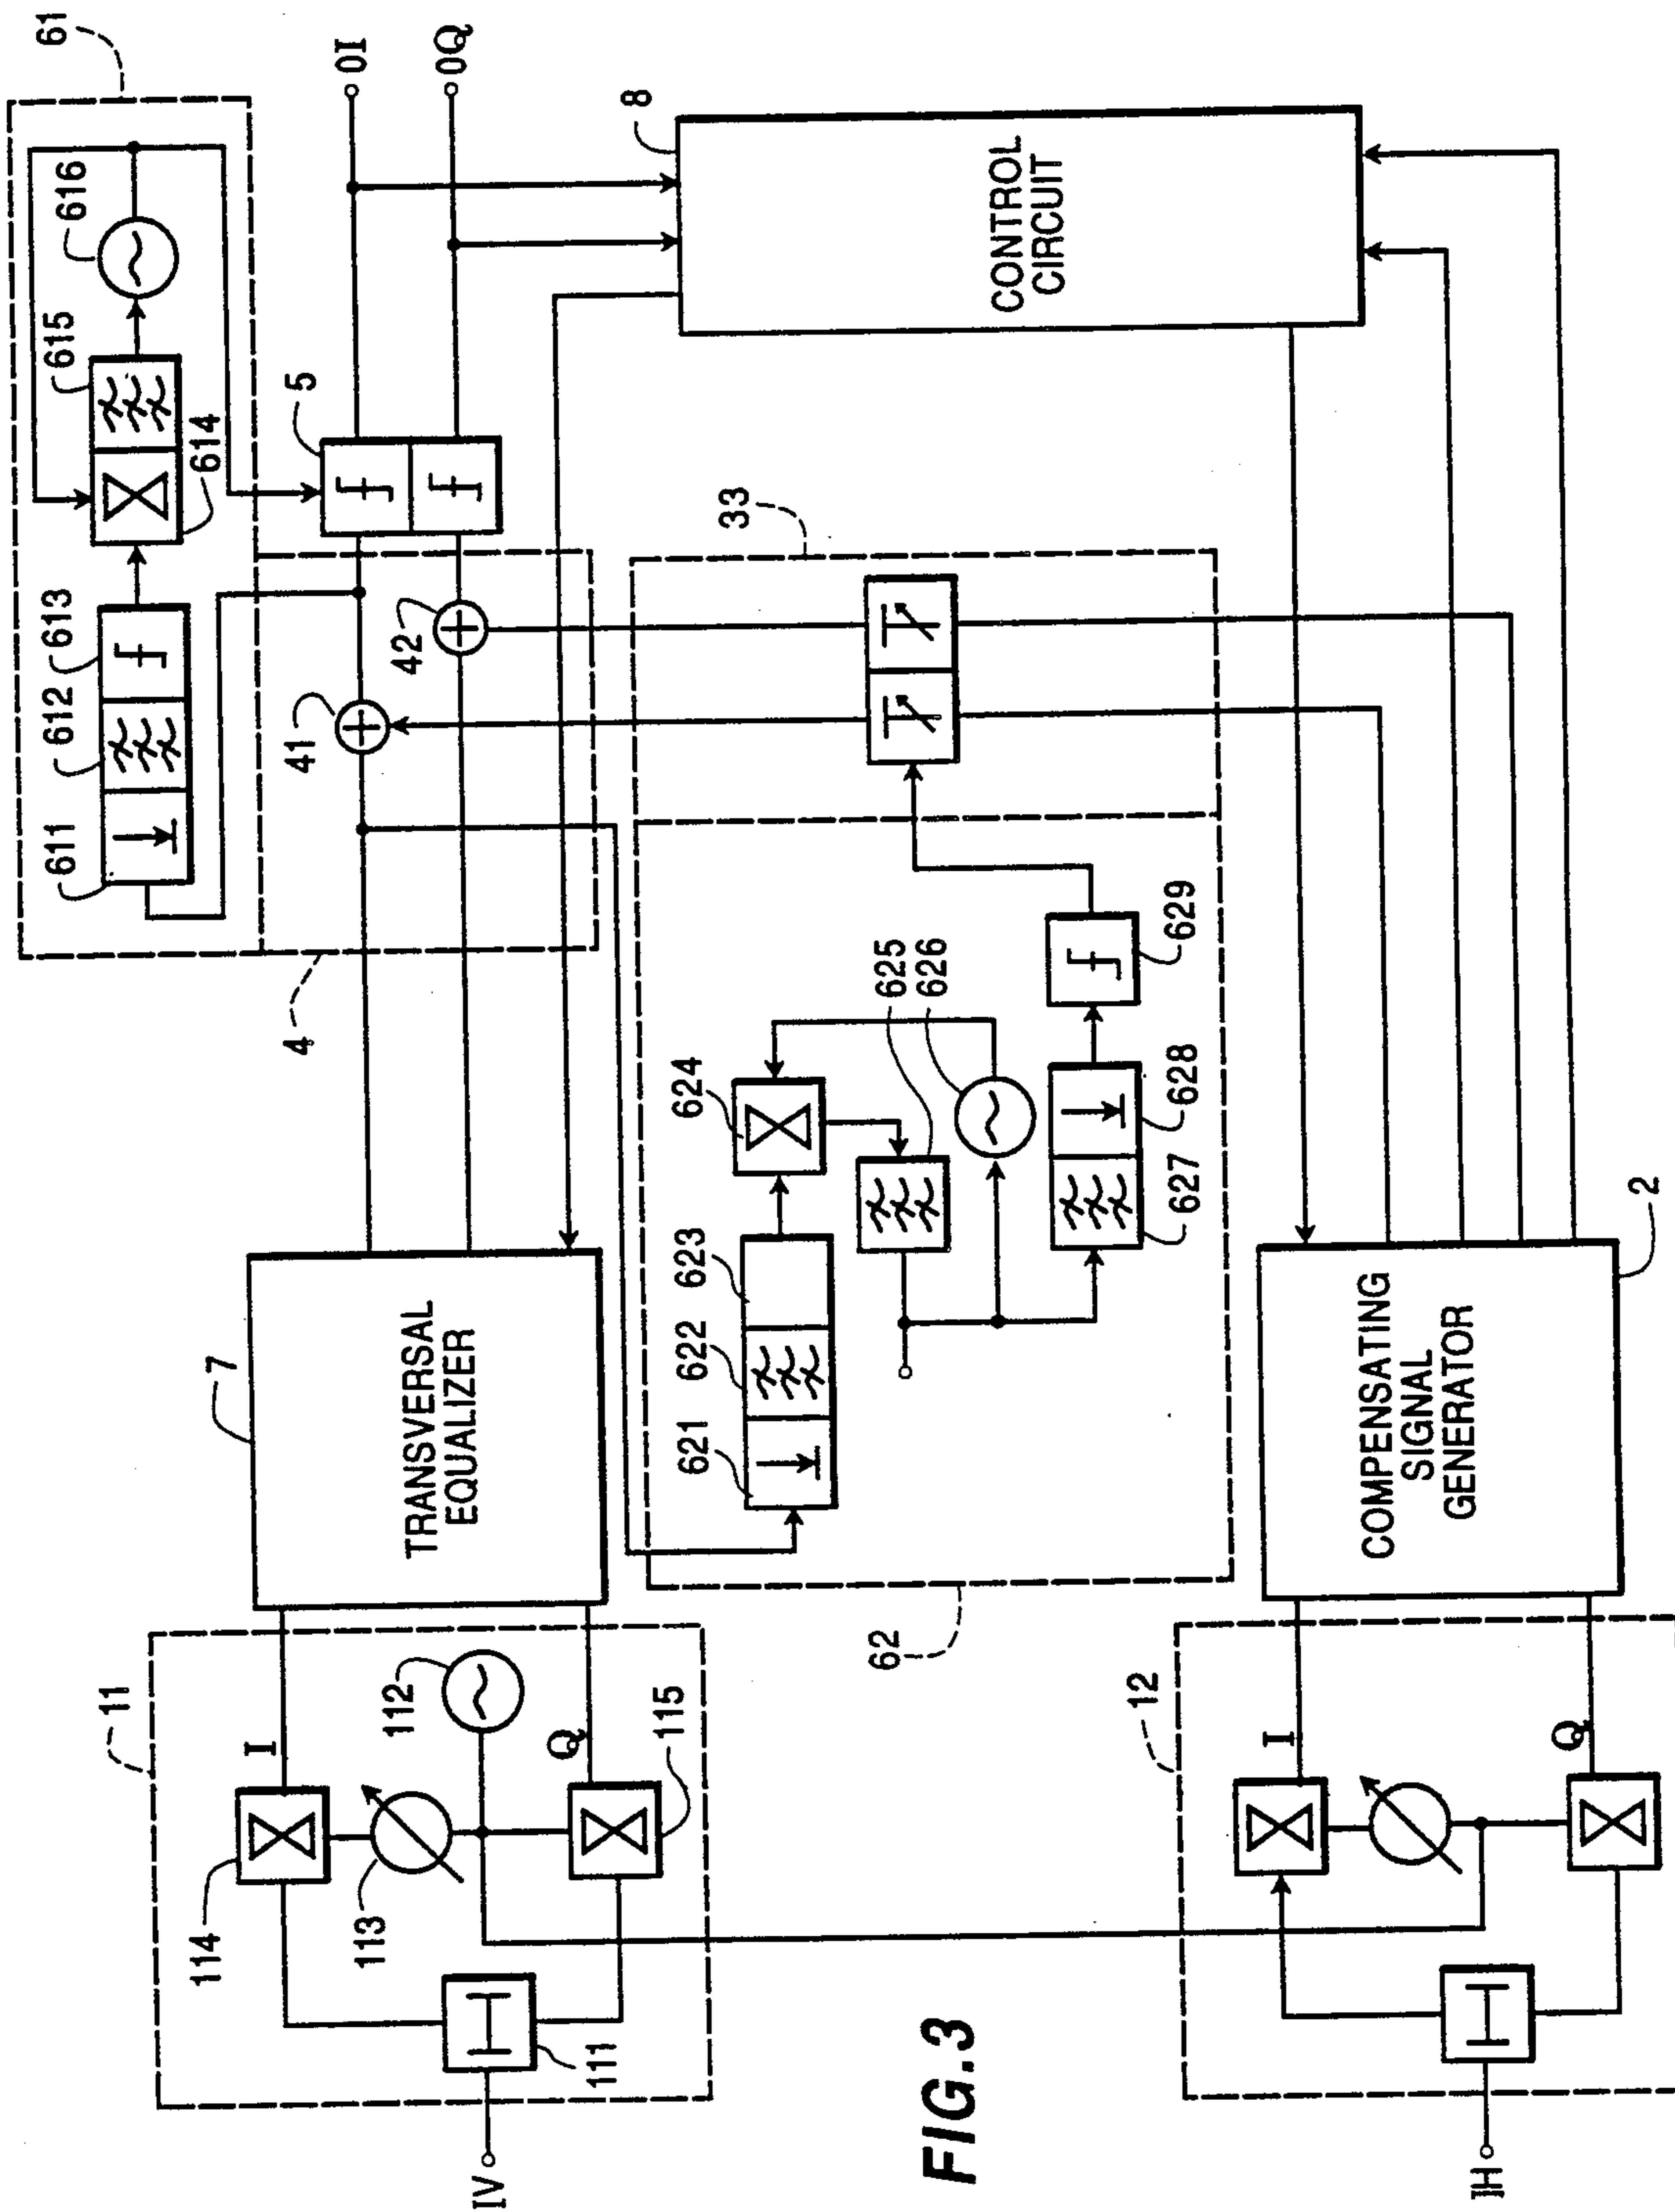 61
616
615
614
613
612
611
OI
OQ
5
41
42
4
8
CONTROL
CIRCUIT
33
7
TRANSVERSAL
EQUALIZER
621
622
623
624
625
626
627
628
629
62
COMPENSATING
SIGNAL
GENERATOR
2
11
I
Q
111
112
113
114
115
IV
12
I
Q
IH
FIG.3